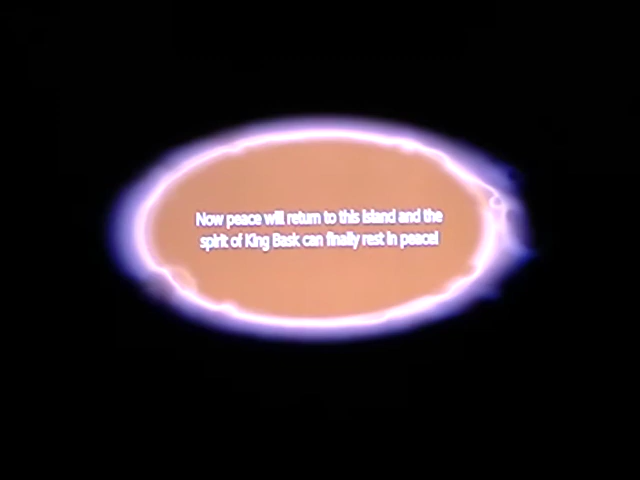 Now peace will return to this island and the
spirit of King Bask can finally rest in peace!